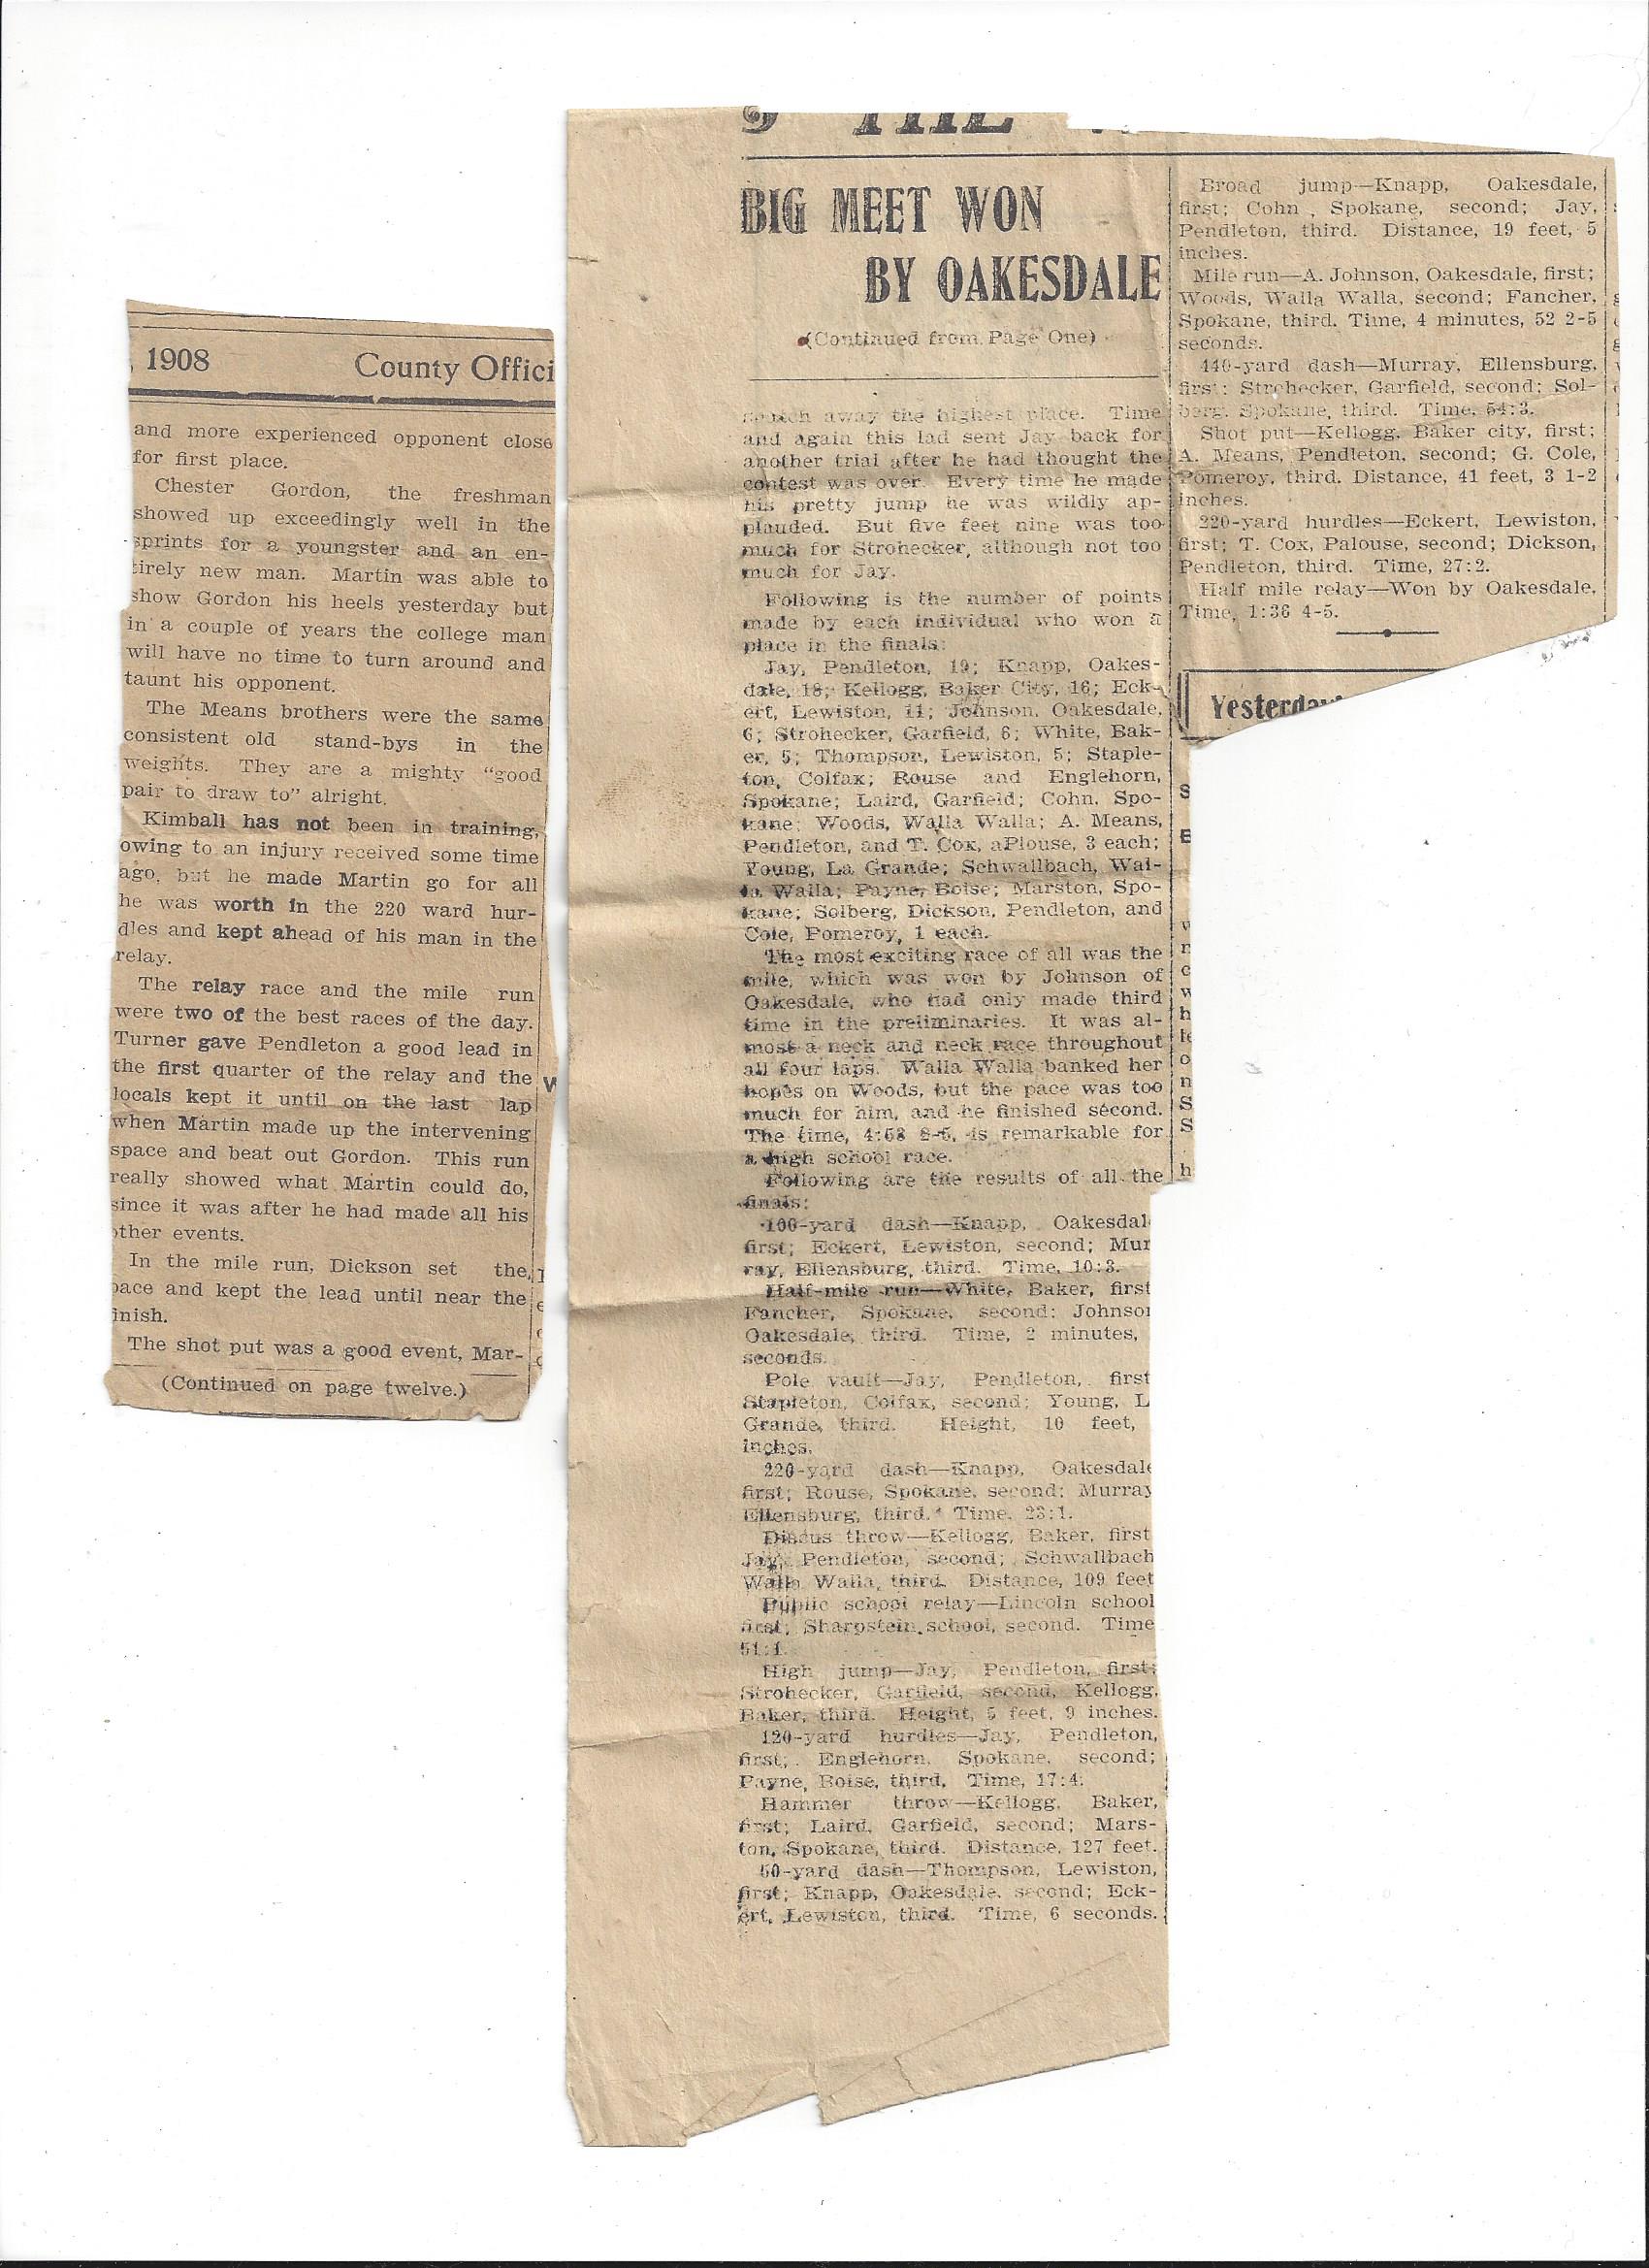 , 1908 County Offici
and more experienced opponent close
for first place.
Chester Gordon, the freshman
showed up exceedingly well in the
sprints for a youngster and an en-
tirely new man. Martin was able to
show Gordon his heels yesterday but
in a couple of years the college man
will have no time to turn around and
taunt his opponent.
The Means brothers were the same
consistent old stand-bys in the
weights. They are a mighty “good
pair to draw to” alright.
Kimball has not been in training,
owing to an injury received some time
ago, but he made Martin go for all
he was worth in the 220 ward hur-
dles and kept ahead of his man in the
relay.
The relay race and the mile run
were two of the best races of the day.
Turner gave Pendleton a good lead in
the first quarter of the relay and the
locals kept it until on the last lap
when Martin made up the intervening
space and beat out Gordon. This run
really showed what Martin could do,
since it was after he had made all his
other events.
In the mile run, Dickson set the
pace and kept the lead until near the
inish.
The shot put was a good event, Mar-
(Continued on page twelve.)
THE
BIG MEET WON
BY OAKESDALE
(Continued from Page One)
away the highest place. Time
and again this lad sent Jay back for
another trial after he had thought the
contest was over. Every time he made
his pretty jump he was wildly ap-
plauded. But five feet nine was too
much for Strohecker, although not too
much for Jay.
Following is the number of points
made by each individual who won a
place in the finals:
Jay, Pendleton, 19; Knapp, Oakes-
dale, 18; Kellogg, Baker City, 16; Eck-
ert, Lewiston, 11; Johnson, Oakesdale,
6; Strohecker, Garfield, 6; White, Bak-
er, 5; Thompson, Lewiston, 5; Staple-
ton, Colfax; Rouse and Englehorn,
Spokane; Laird, Garfield; Cohn, Spo-
kane; Woods, Walla Walla; A. Means,
Pendleton, and T. Cox, aPlouse, 3 each;
Young, La Grande; Schwallbach, Wal-
la Walla; Payne, Boise; Marston, Spo-
kane; Solberg, Dickson, Pendleton, and
Cole, Pomeroy, 1 each.
The most exciting race of all was the
mile, which was won by Johnson of
Oakesdale, who had only made third
time in the preliminaries. It was al-
most a neck and neck race throughout
all four laps. Walla Walla banked her
hopes on Woods, but the pace was too
much for him, and he finished second.
The time, is remarkable for
a high school race.
Following are the results of all the
finals:
100-yard dash—Knapp, Oakesdal
first; Eckert, Lewiston, second; Mur
ray, Ellensburg, third. Time, 10:3.
Half-mile run—White, Baker, first
Fancher, Spokane, second; Johnson
Oakesdale, third. Time, 2 minutes,
seconds.
Pole vault—Jay, Pendleton, first
Stapleton, Colfax, second; Young, L
Grande, third. Height, 10 feet,
inches.
220-yard dash—Knapp, Oakesdale
first; Rouse, Spokane, second; Murray
Ellensburg, third. Time, 23:1.
Discus throw—Kellogg, Baker, first
Jay, Pendleton, second; Schwallbach
Walla Walla, third. Distance, 109 feet
Public school relay—Lincoln school
first; Sharpstein school, second. Time
51:4.
High jump—Jay, Pendleton, first;
Strohecker, Garfield, second, Kellogg,
Baker, third. Height, 5 feet, 9 inches.
120-yard hurdles—Jay, Pendleton,
first; Englehorn, Spokane, second;
Payne, Boise, third. Time, 17:4.
Hammer throw—Kellogg, Baker,
first; Laird, Garfield, second; Mars-
ton, Spokane, third. Distance, 127 feet.
50-yard dash—Thompson, Lewiston,
first; Knapp, Oakesdale, second; Eck-
ert, Lewiston, third. Time, 6 seconds.
Broad jump—Knapp, Oakesdale,
first; Cohn , Spokane, second; Jay,
Pendleton, third. Distance, 19 feet, 5
inches.
Mile run—A. Johnson, Oakesdale, first;
Woods, Walla Walla, second; Fancher,
Spokane, third. Time, 4 minutes, 52 2-5
seconds.
440-yard dash—Murray, Ellensburg,
first; Strohecker, Garfield, second; Sol-
berg, Spokane, third. Time, 54:3.
Shot put—Kellogg, Baker city, first;
A. Means, Pendleton, second; G. Cole,
Pomeroy, third. Distance, 41 feet, 3 1-2
inches.
220-yard hurdles—Eckert, Lewiston,
first; T. Cox, Palouse, second; Dickson,
Pendleton, third. Time, 27:2.
Half mile relay—Won by Oakesdale.
Time, 1:36 4-5.
Yesterday